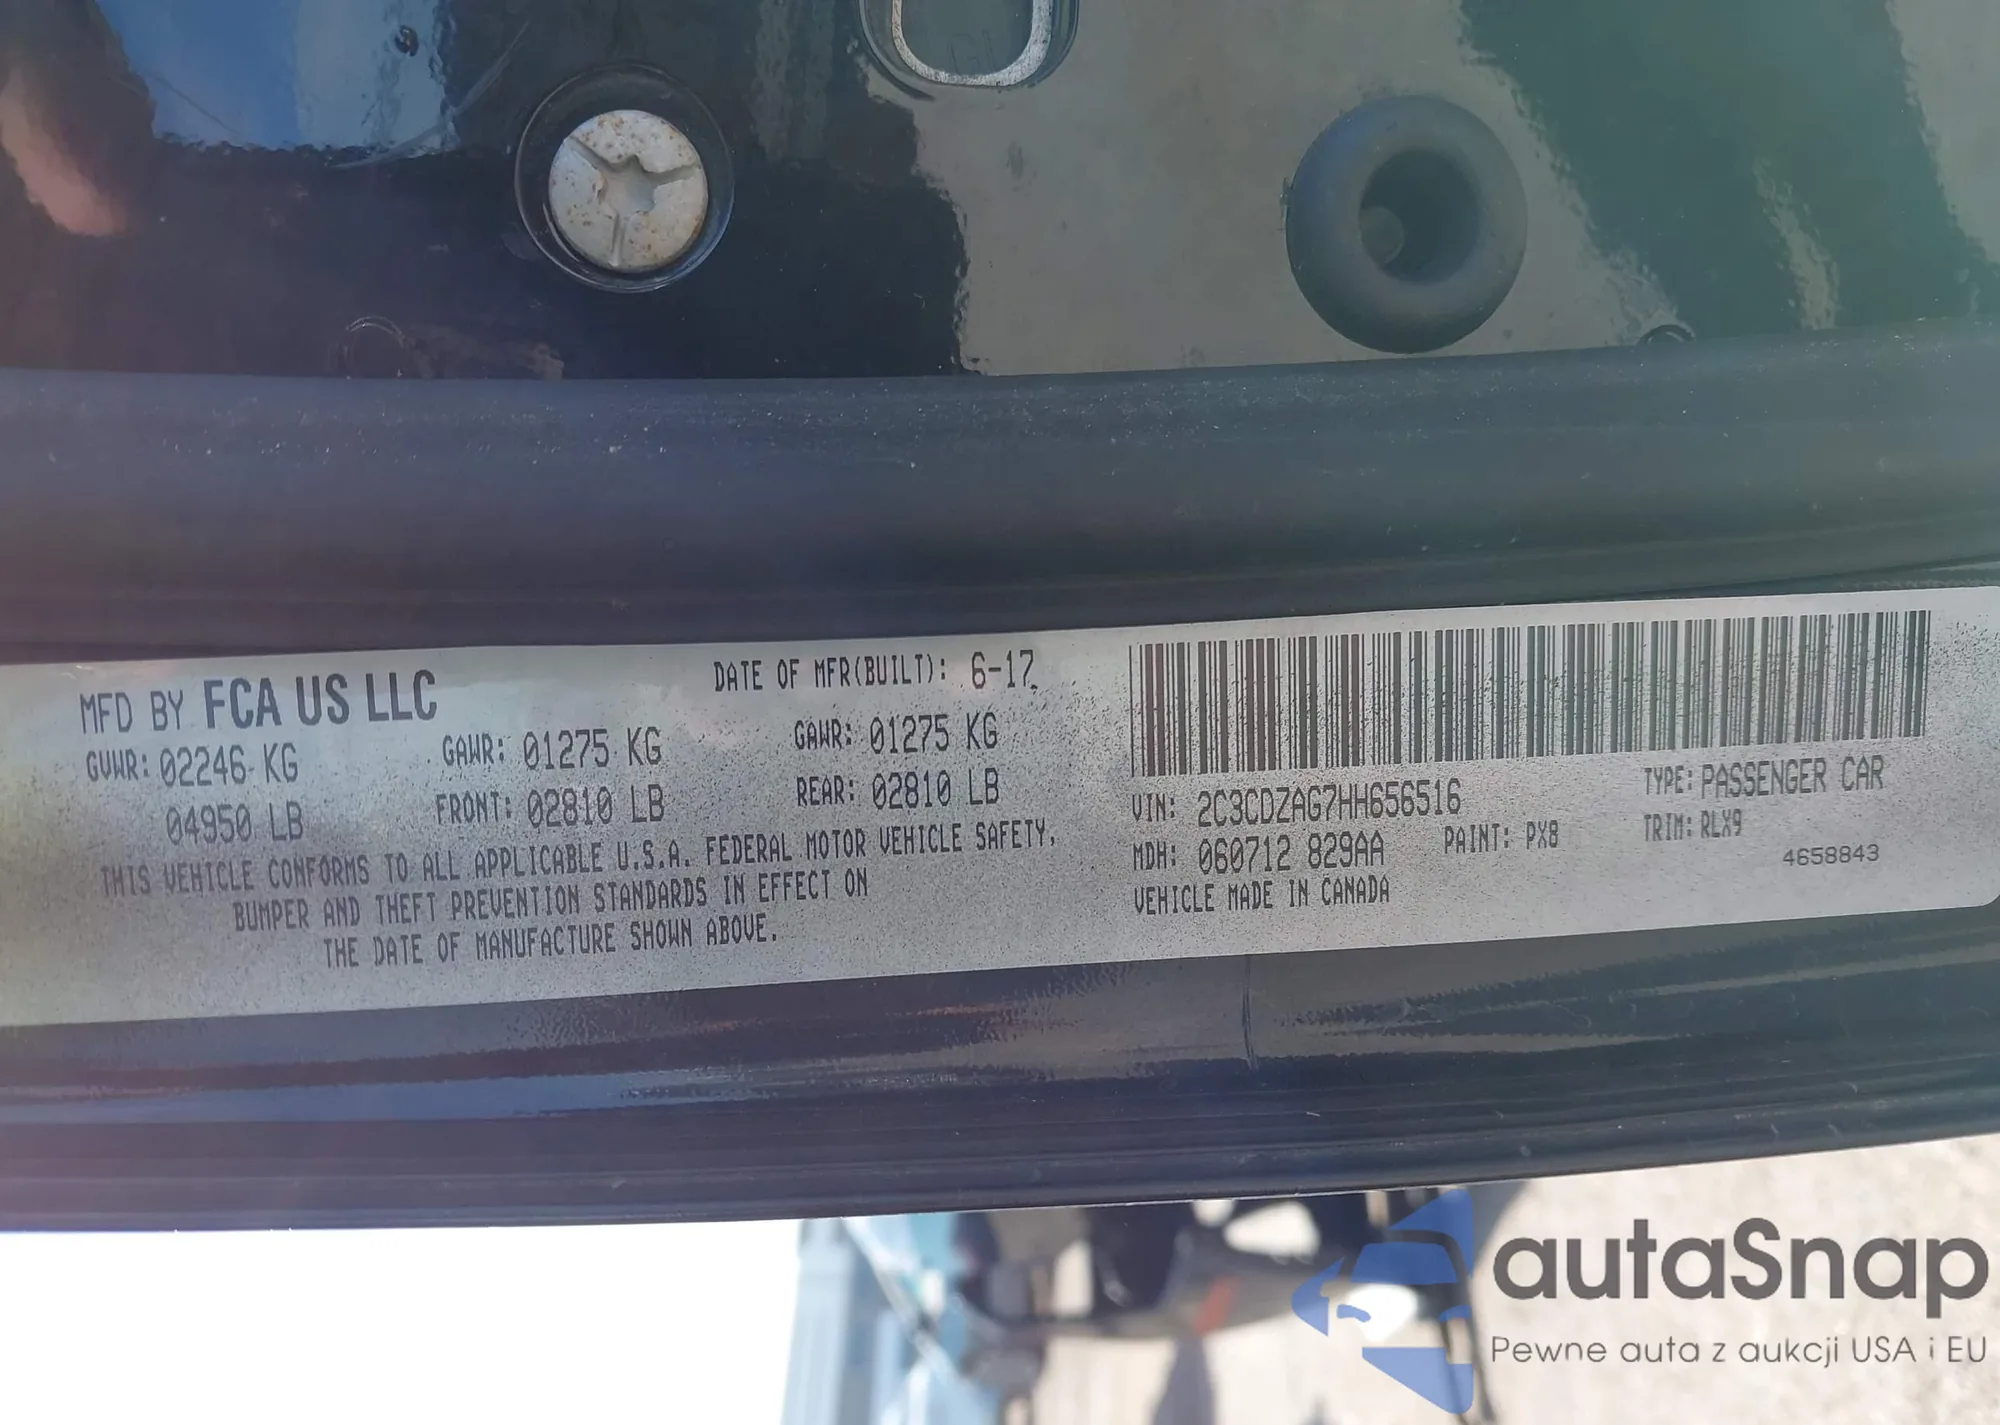 MFD BY FCA US LLC
DATE OF MFR(BUILT): 6-17
GVWR: 02246 KG
04950 LB
GAWR: 01275 KG
FRONT: 02810 LB
GAWR: 01275 KG
REAR: 02810 LB
THIS VEHICLE CONFORMS TO ALL APPLICABLE U.S.A. FEDERAL MOTOR VEHICLE SAFETY,
BUMPER AND THEFT PREVENTION STANDARDS IN EFFECT ON
THE DATE OF MANUFACTURE SHOWN ABOVE.
VIN: 2C3CDZAG7HH656516
TYPE: PASSENGER CAR
MDH: 060712 829AA
PAINT: PX8
TRIM: RLX9
VEHICLE MADE IN CANADA
4658843
autaSnap
Pewne auta z aukcji USA i EU